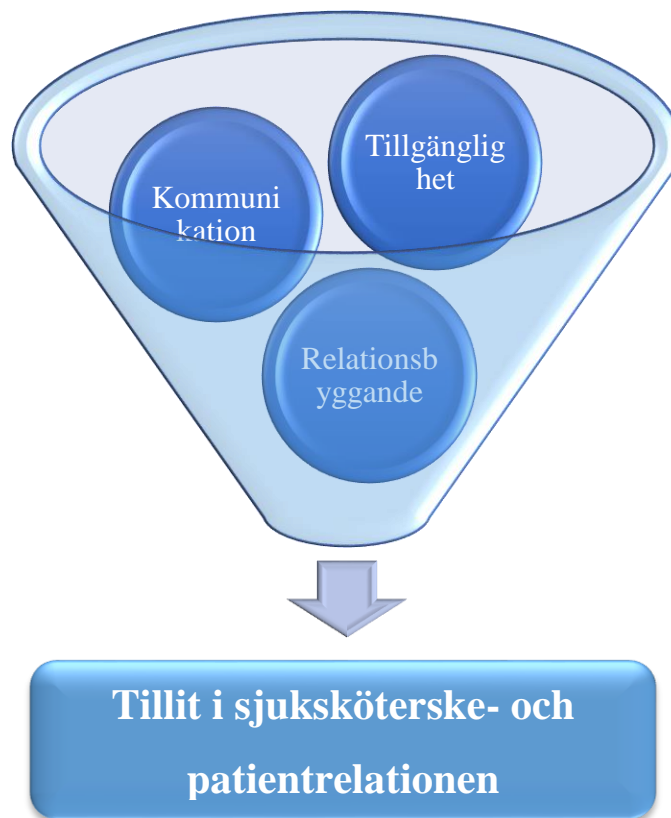 Tillgänglig
het
Kommuni
kation
Relationsb
yggande
Tillit i sjuksköterske- och
patientrelationen